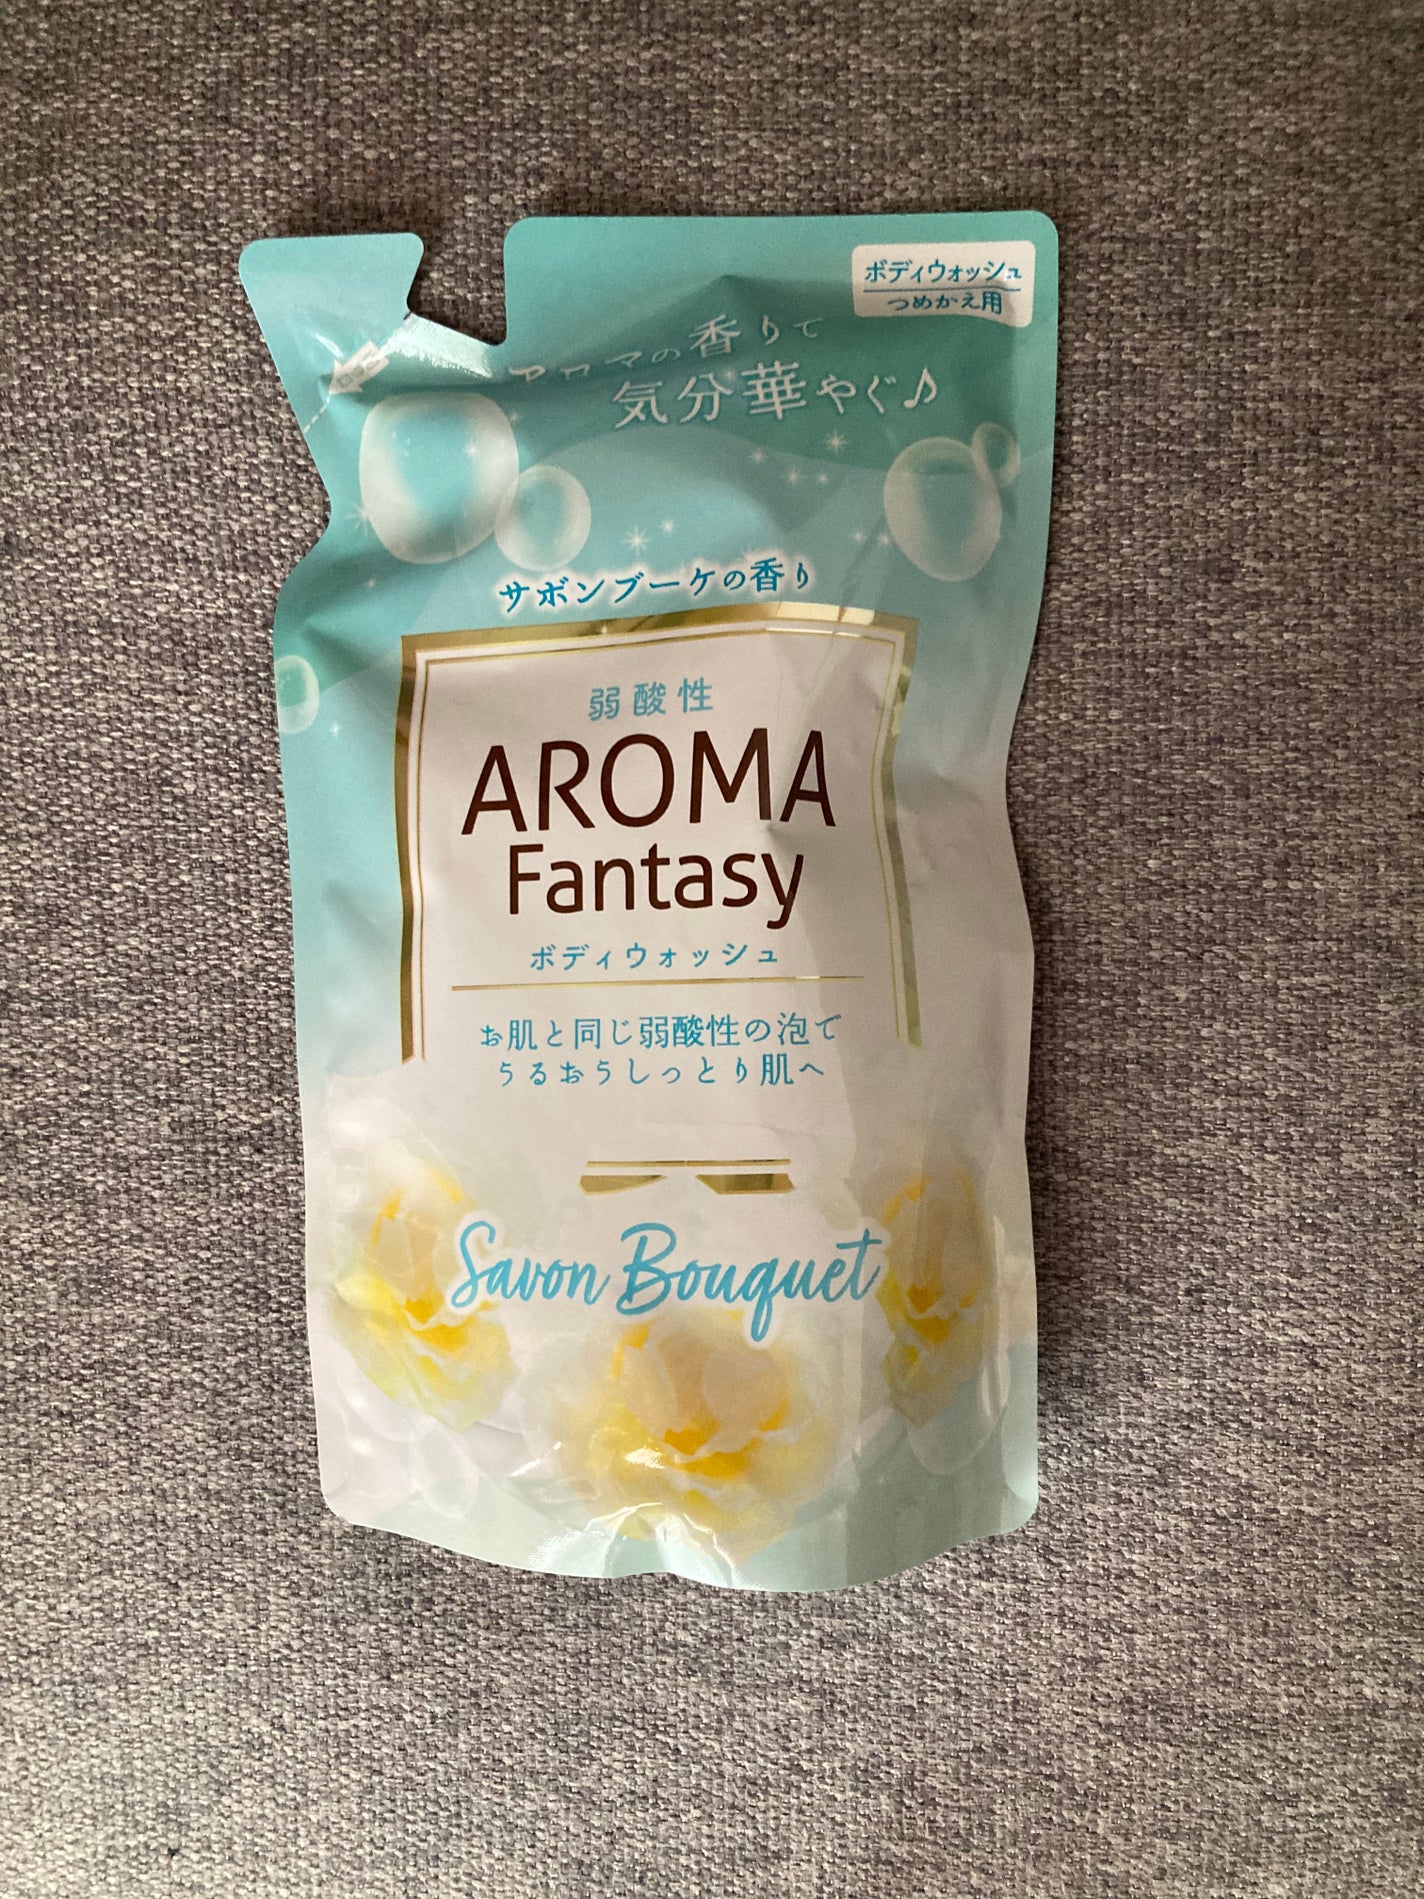 ボディウォッシュ
つめかえ用
アロマの香りで
気分華やぐ♪
サボンブーケの香り
弱酸性
AROMA
Fantasy
ボディウォッシュ
お肌と同じ弱酸性の泡で
うるおうしっとり肌へ
Savon Bouquet